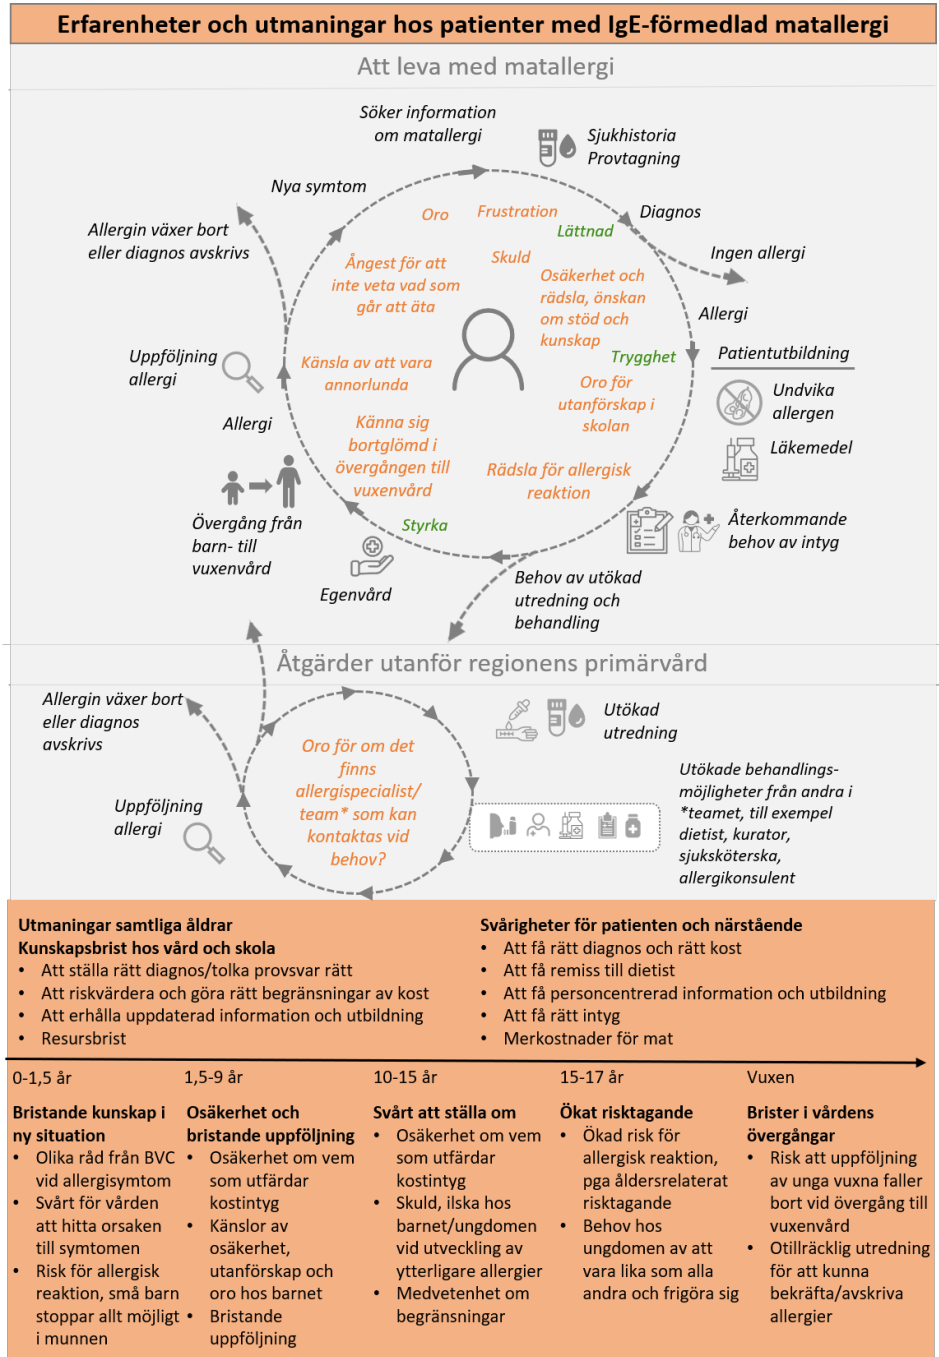 Erfarenheter och utmaningar hos patienter med IgE-förmedlad matallergi
Att leva med matallergi
Söker information
om matallergi
Sjukhistoria
Provtagning
Nya symtom
Diagnos
Allergin växer bort
eller diagnos avskrivs
Ingen allergi
Oro
Frustration
Lättnad
Skuld
Ångest för att
inte veta vad som
går att äta
Osäkerhet och
rädsla, önskan
om stöd och
kunskap
Allergi
Trygghet
Patientutbildning
Uppföljning
allergi
Känsla av att vara
annorlunda
Oro för
utanförskap i
skolan
Undvika
allergen
Läkemedel
Allergi
Känna sig
bortglömd i
övergången till
vuxenvård
Rädsla för allergisk
reaktion
Övergång från
barn- till
vuxenvård
Styrka
Återkommande
behov av intyg
Egenvård
Behov av utökad
utredning och
behandling
Åtgärder utanför regionens primärvård
Allergin växer bort
eller diagnos
avskrivs
Utökad
utredning
Oro för om det
finns
allergispecialist/
team* som kan
kontaktas vid
behov?
Uppföljning
allergi
Utökade behandlings-
möjligheter från andra i
*teamet, till exempel
dietist, kurator,
sjuksköterska,
allergikonsulent
Utmaningar samtliga åldrar
Kunskapsbrist hos vård och skola
• Att ställa rätt diagnos/tolka provsvar rätt
• Att riskvärdera och göra rätt begränsningar av kost
• Att erhålla uppdaterad information och utbildning
• Resursbrist
Svårigheter för patienten och närstående
• Att få rätt diagnos och rätt kost
• Att få remiss till dietist
• Att få personcentrerad information och utbildning
• Att få rätt intyg
• Merkostnader för mat
0-1,5 år
Bristande kunskap i
ny situation
• Olika råd från BVC
vid allergisymtom
• Svårt för vården
att hitta orsaken
till symtomen
• Risk för allergisk
reaktion, små barn
stoppar allt möjligt
i munnen
1,5-9 år
Osäkerhet och
bristande uppföljning
• Osäkerhet om vem
som utfärdar
kostintyg
• Känslor av
osäkerhet,
utanförskap och
oro hos barnet
• Bristande
uppföljning
10-15 år
Svårt att ställa om
• Osäkerhet om vem
som utfärdar
kostintyg
• Skuld, ilska hos
barnet/ungdomen
vid utveckling av
ytterligare allergier
• Medvetenhet om
begränsningar
15-17 år
Ökat risktagande
• Ökad risk för
allergisk reaktion,
pga åldersrelaterat
risktagande
• Behov hos
ungdomen av att
vara lika som alla
andra och frigöra sig
Vuxen
Brister i vårdens
övergångar
• Risk att uppföljning
av unga vuxna faller
bort vid övergång till
vuxenvård
• Otillräcklig utredning
för att kunna
bekräfta/avskriva
allergier